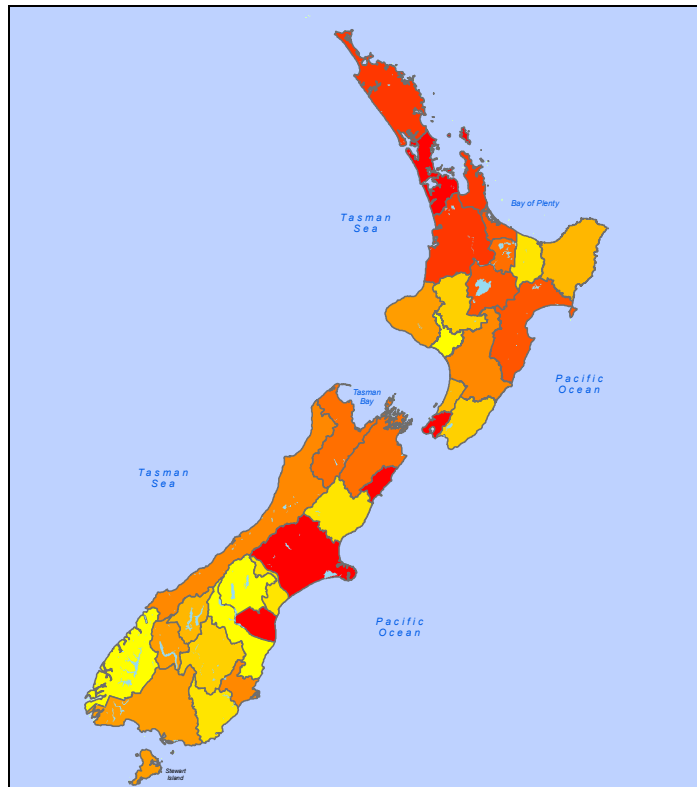 Bay of Plenty
Tasman
Sea
Pacific
Ocean
Tasman
Bay
Tasman
Sea
Pacific
Ocean
Stewart
Island